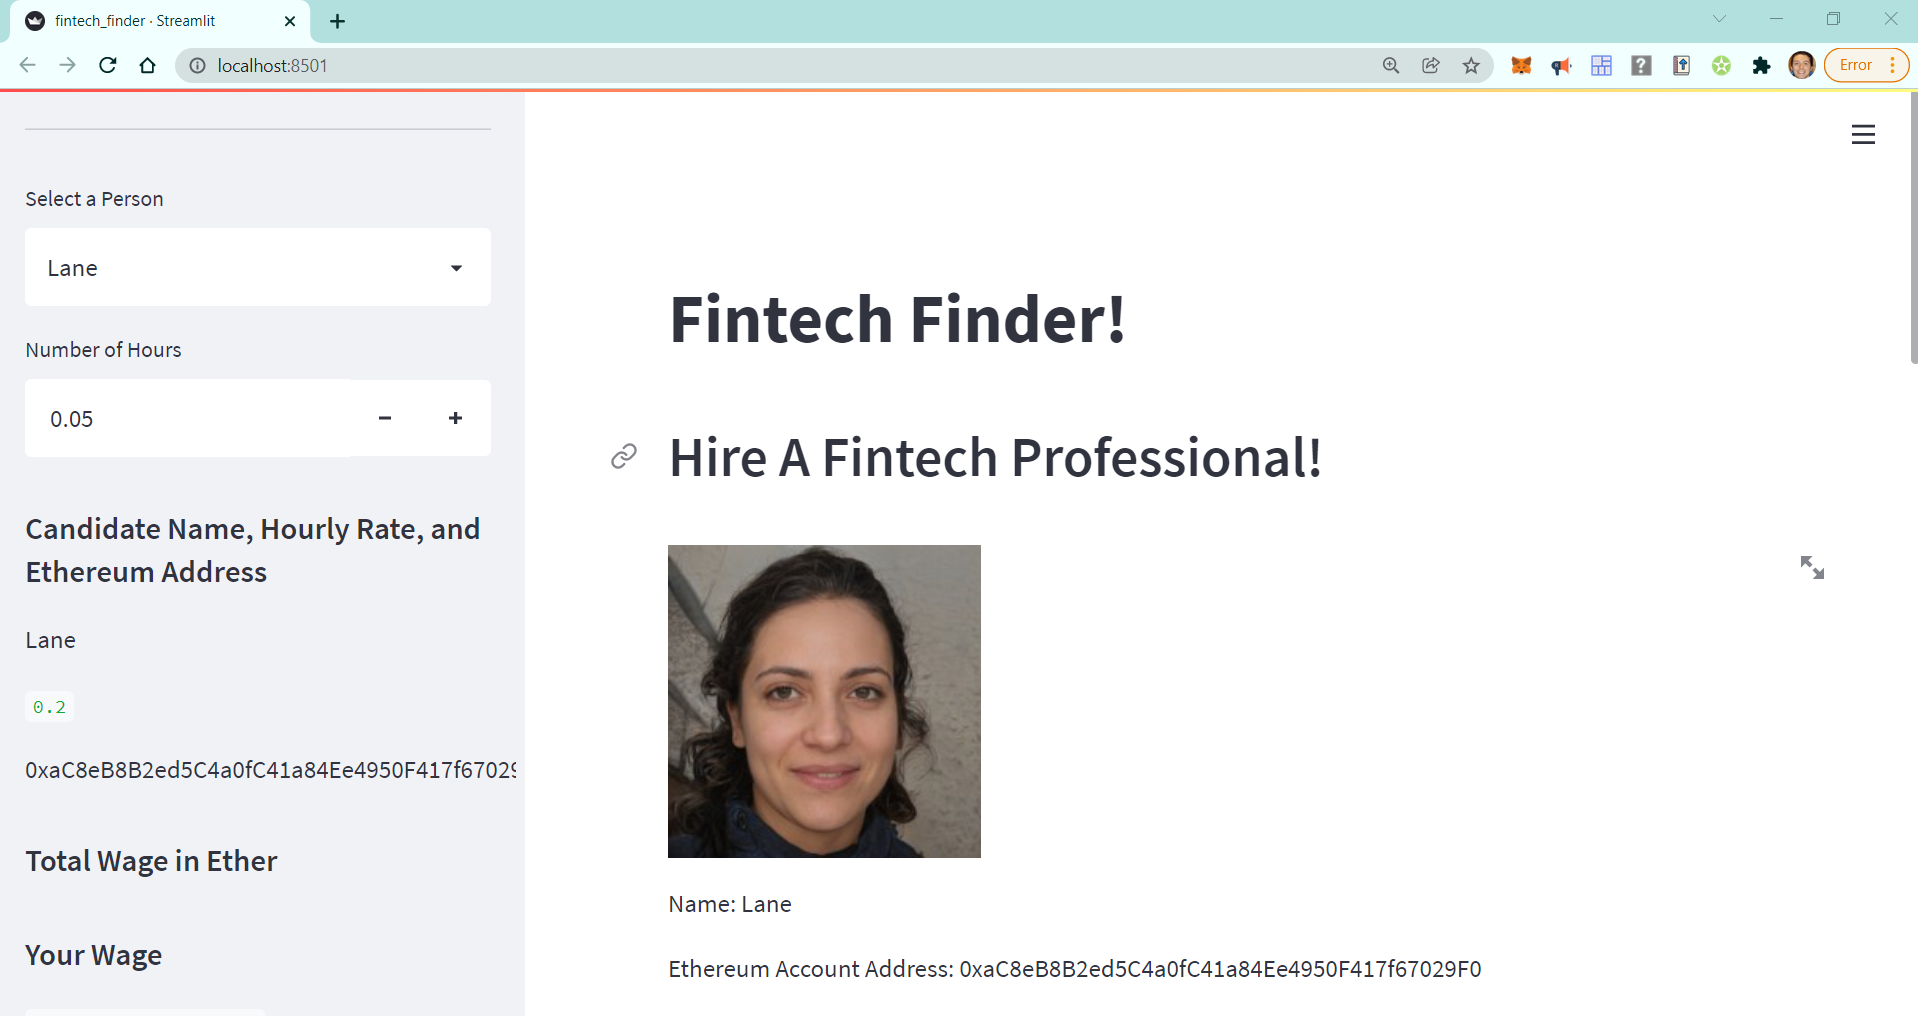 fintech_finder · Streamlit
localhost:8501
Error
Select a Person
Lane
Number of Hours
0.05
Candidate Name, Hourly Rate, and
Ethereum Address
Lane
0.2
0xaC8eB8B2ed5C4a0fC41a84Ee4950F417f67029
Total Wage in Ether
Your Wage
Fintech Finder!
Hire A Fintech Professional!
Name: Lane
Ethereum Account Address: 0xaC8eB8B2ed5C4a0fC41a84Ee4950F417f67029F0